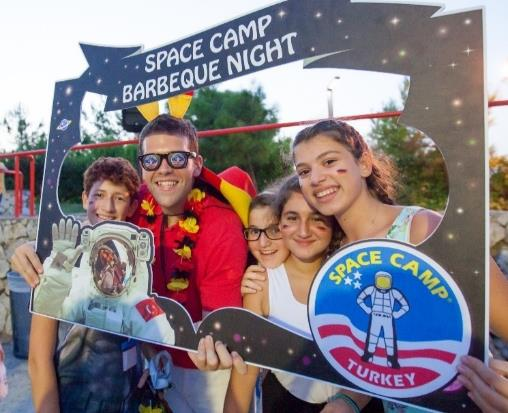 SPACE CAMP
BARBEQUE NIGHT
SPACE CAMP®
TURKEY